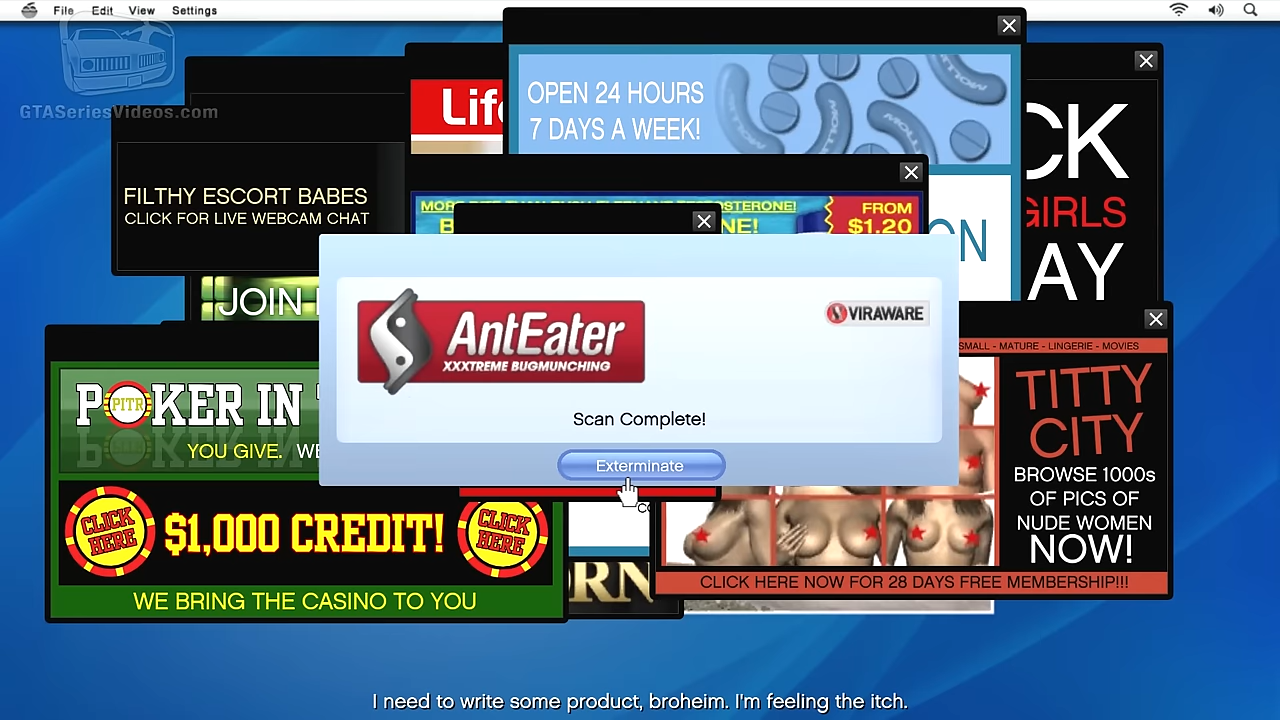 File Edit View Settings
GTASeriesVideos.com
OPEN 24 HOURS
7 DAYS A WEEK!
MOLLIT
MOLLIT
CK
GIRLS
AY
FILTHY ESCORT BABES
CLICK FOR LIVE WEBCAM CHAT
FROM
$1.20
ON
JOIN
AntEater
XXXTREME BUGMUNCHING
VIRAWARE
Scan Complete!
Exterminate
POKER IN
PITR
YOU GIVE. WE
CLICK HERE
$1,000 CREDIT!
CLICK HERE
WE BRING THE CASINO TO YOU
SMALL - MATURE - LINGERIE - MOVIES
TITTY
CITY
BROWSE 1000s
OF PICS OF
NUDE WOMEN
NOW!
CLICK HERE NOW FOR 28 DAYS FREE MEMBERSHIP!!!
I need to write some product, broheim. I'm feeling the itch.